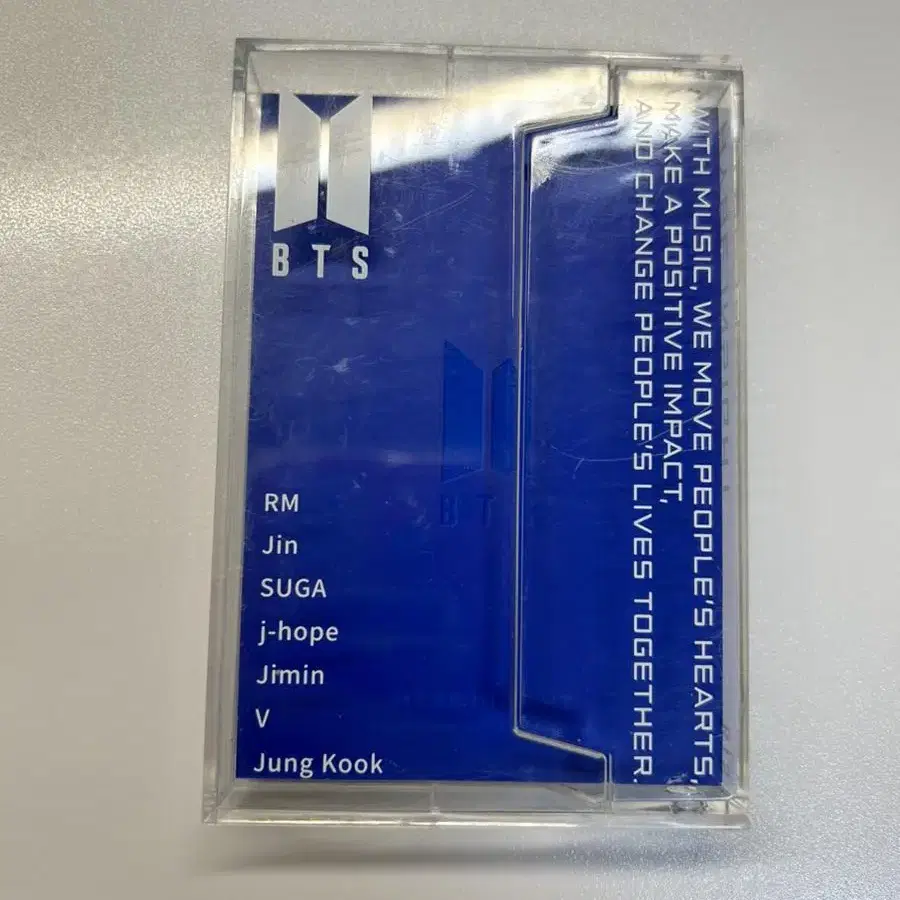 BTS
RM
Jin
SUGA
j-hope
Jimin
V
Jung Kook
WITH MUSIC, WE MOVE PEOPLE'S HEARTS,
MAKE A POSITIVE IMPACT,
AND CHANGE PEOPLE'S LIVES TOGETHER.
BT